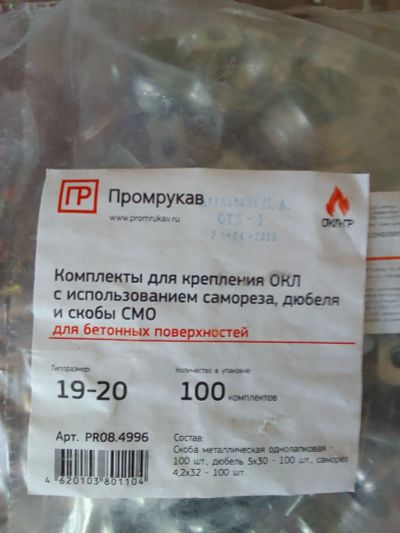 Промрукав
www.promrukav.ru
ОКЛ-ПР
Комплекты для крепления ОКЛ
с использованием самореза, дюбеля
и скобы СМО
для бетонных поверхностей
Типоразмер: Количество в упаковке:
19-20 100 комплектов
Арт. PR08.4996
Состав:
Скоба металлическая однолапковая -
100 шт., дюбель 5х30 - 100 шт., саморез
4,2х32 - 100 шт.
4 620103 801104